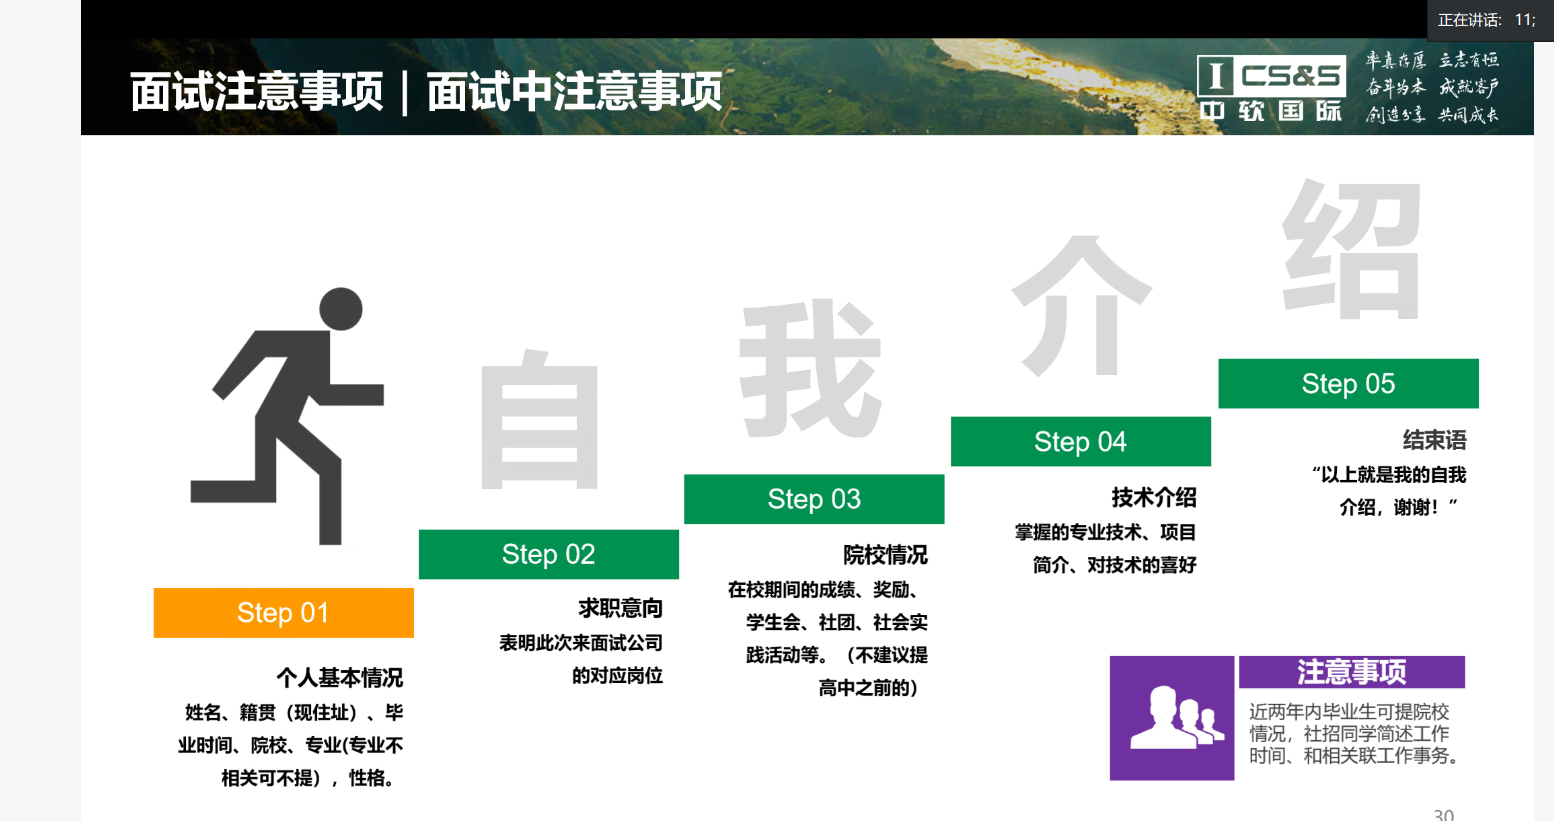 正在讲话: 11;
面试注意事项｜面试中注意事项
I CS&S
中软国际
率真存厚 立志有恒
奋斗为本 成就客户
创造分享 共同成长
自我介绍
Step 01
个人基本情况
姓名、籍贯（现住址）、毕
业时间、院校、专业(专业不
相关可不提），性格。
Step 02
求职意向
表明此次来面试公司
的对应岗位
Step 03
院校情况
在校期间的成绩、奖励、
学生会、社团、社会实
践活动等。（不建议提
高中之前的）
Step 04
技术介绍
掌握的专业技术、项目
简介、对技术的喜好
Step 05
结束语
“以上就是我的自我
介绍，谢谢！”
注意事项
近两年内毕业生可提院校
情况，社招同学简述工作
时间、和相关联工作事务。
30